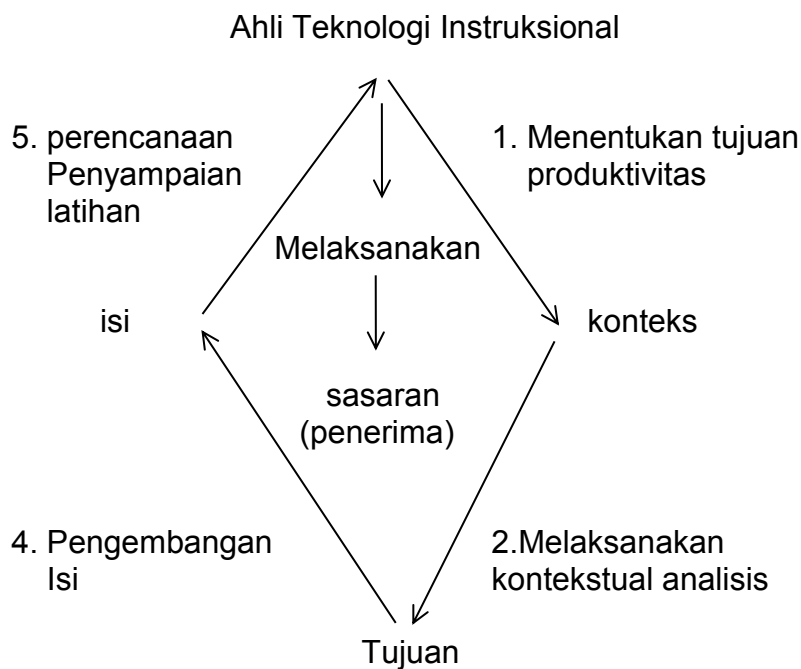 Ahli Teknologi Instruksional
5. perencanaan
Penyampaian
latihan
1. Menentukan tujuan
produktivitas
Melaksanakan
isi
konteks
sasaran
(penerima)
4. Pengembangan
Isi
2.Melaksanakan
kontekstual analisis
Tujuan